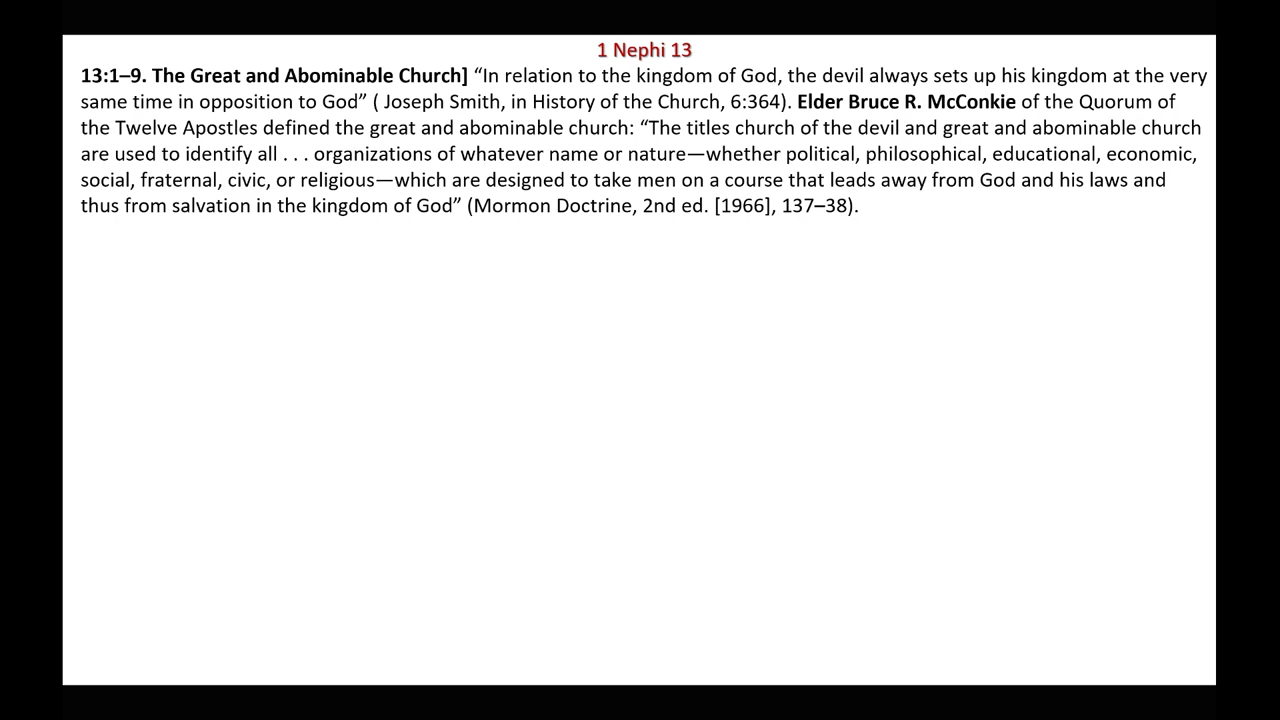 1 Nephi 13
13:1–9. The Great and Abominable Church] “In relation to the kingdom of God, the devil always sets up his kingdom at the very
same time in opposition to God” ( Joseph Smith, in History of the Church, 6:364). Elder Bruce R. McConkie of the Quorum of
the Twelve Apostles defined the great and abominable church: “The titles church of the devil and great and abominable church
are used to identify all . . . organizations of whatever name or nature—whether political, philosophical, educational, economic,
social, fraternal, civic, or religious—which are designed to take men on a course that leads away from God and his laws and
thus from salvation in the kingdom of God” (Mormon Doctrine, 2nd ed. [1966], 137–38).